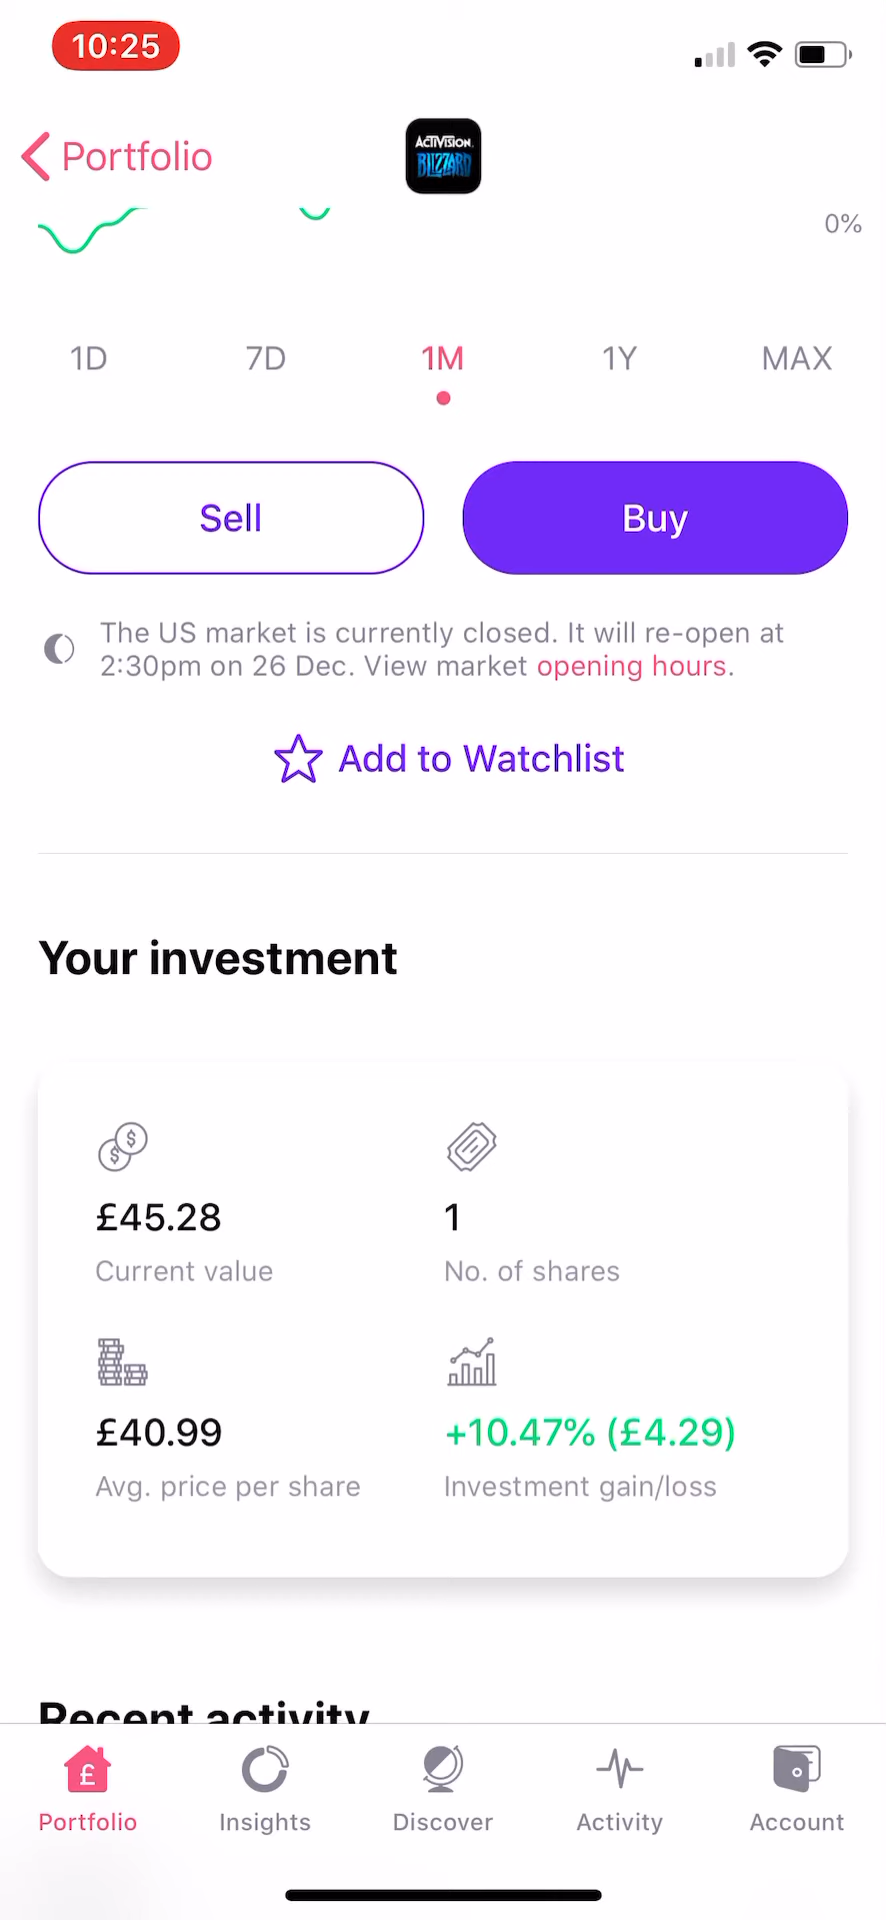 10:25
Portfolio
ACTIVISION
BLIZZARD
0%
1D 7D 1M 1Y MAX
Sell Buy
The US market is currently closed. It will re-open at
2:30pm on 26 Dec. View market opening hours.
Add to Watchlist
Your investment
£45.28 1
Current value No. of shares
£40.99 +10.47% (£4.29)
Avg. price per share Investment gain/loss
Recent activity
Portfolio Insights Discover Activity Account